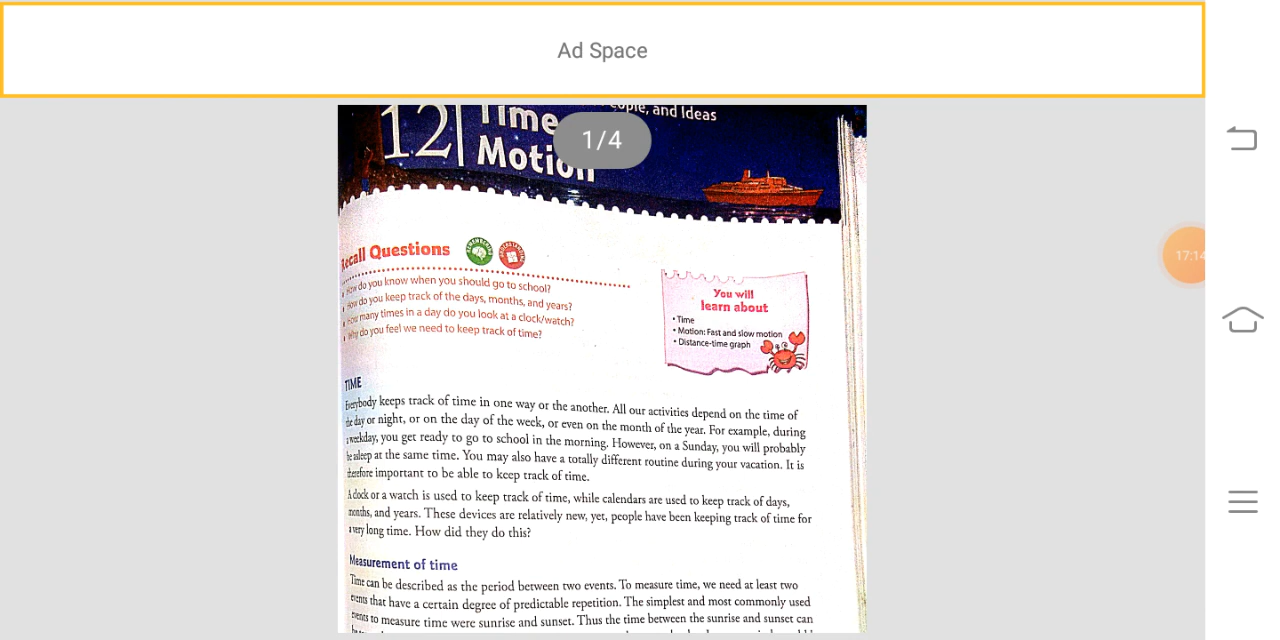 Ad Space
ople, and Ideas
12 Time
Motion
1/4
17:14
Recall Questions
How do you know when you should go to school?
How do you keep track of the days, months, and years?
How many times in a day do you look at a clock/watch?
Why do you feel we need to keep track of time?
You will
learn about
• Time
• Motion: Fast and slow motion
• Distance-time graph
TIME
Everybody keeps track of time in one way or the another. All our activities depend on the time of
the day or night, or on the day of the week, or even on the month of the year. For example, during
a weekday, you get ready to go to school in the morning. However, on a Sunday, you will probably
be asleep at the same time. You may also have a totally different routine during your vacation. It is
therefore important to be able to keep track of time.
A clock or a watch is used to keep track of time, while calendars are used to keep track of days,
months, and years. These devices are relatively new, yet, people have been keeping track of time for
a very long time. How did they do this?
Measurement of time
Time can be described as the period between two events. To measure time, we need at least two
events that have a certain degree of predictable repetition. The simplest and most commonly used
events to measure time were sunrise and sunset. Thus the time between the sunrise and sunset can